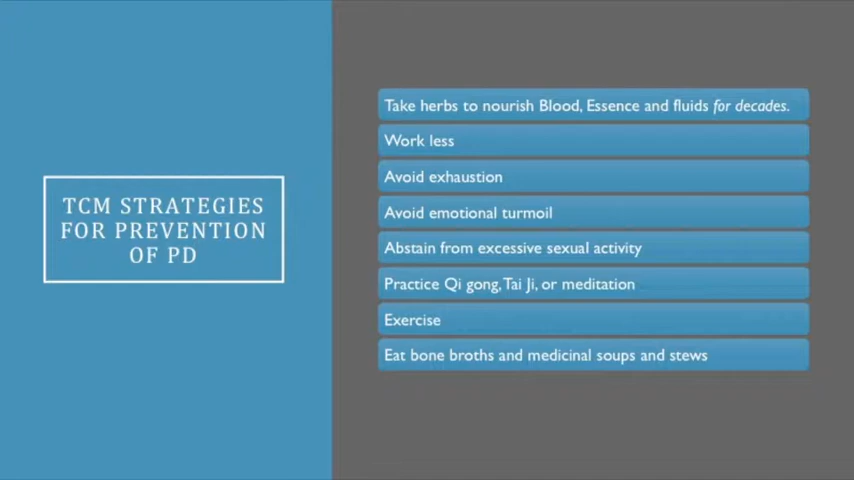 TCM STRATEGIES
FOR PREVENTION
OF PD
Take herbs to nourish Blood, Essence and fluids for decades.
Work less
Avoid exhaustion
Avoid emotional turmoil
Abstain from excessive sexual activity
Practice Qi gong, Tai Ji, or meditation
Exercise
Eat bone broths and medicinal soups and stews